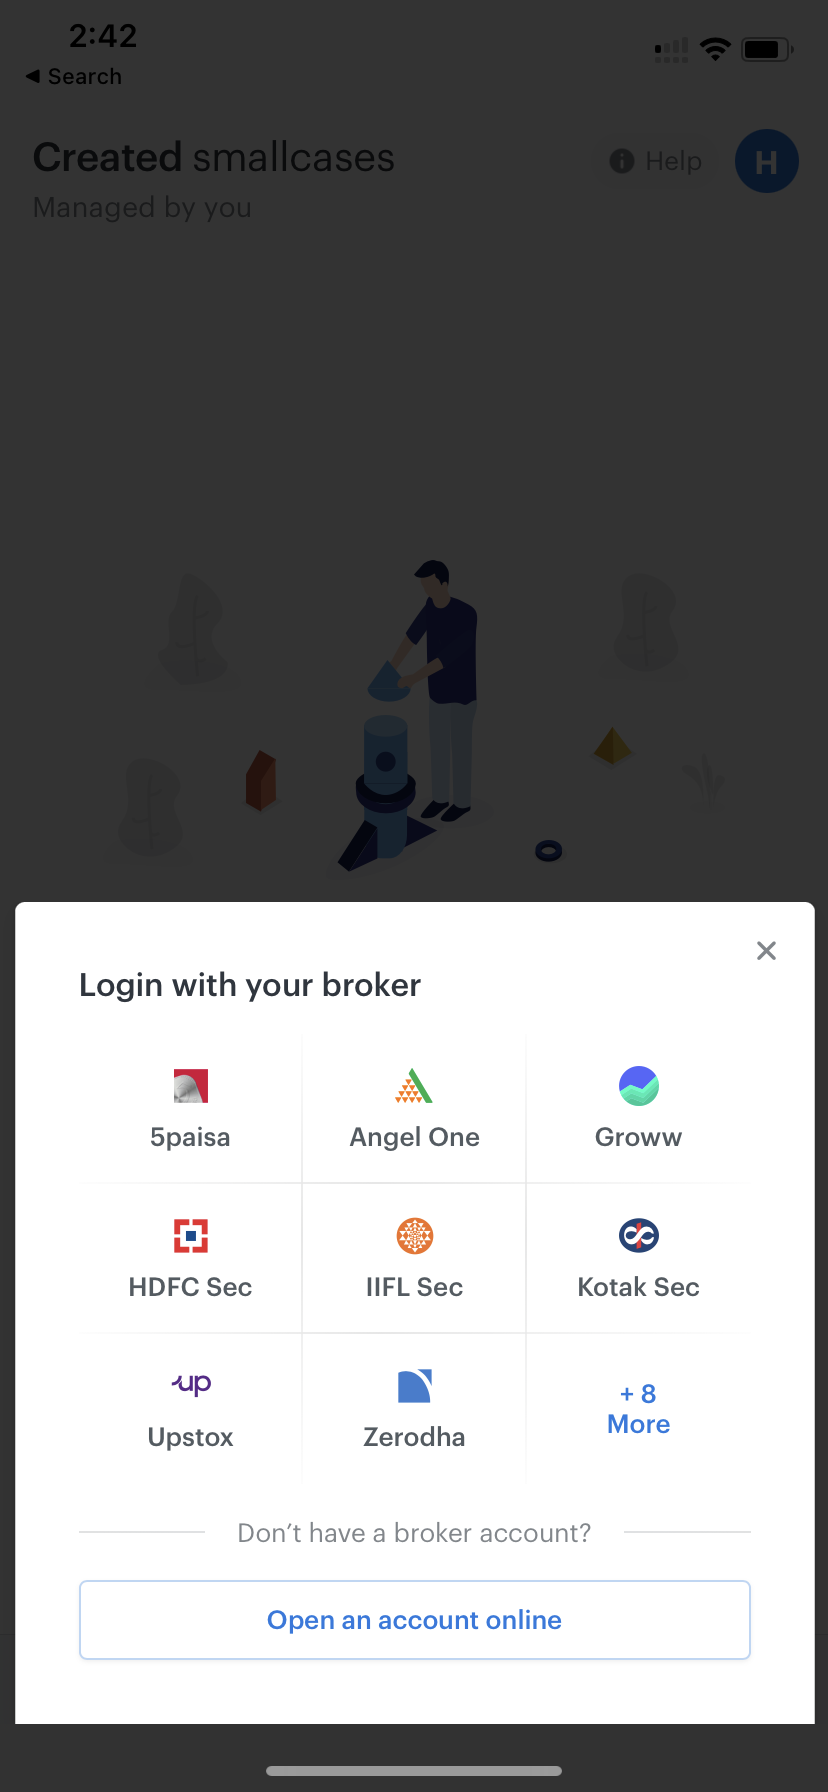 2:42
◀ Search
Created smallcases
Help
H
Managed by you
Login with your broker
5paisa
Angel One
Groww
HDFC Sec
IIFL Sec
Kotak Sec
up
Upstox
Zerodha
+ 8
More
Don’t have a broker account?
Open an account online